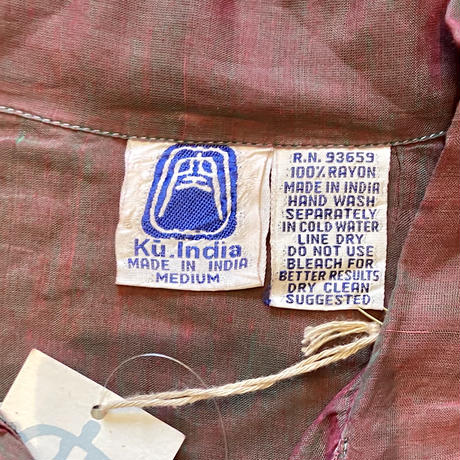 Kū.India
MADE IN INDIA
MEDIUM
R.N. 93659
100% RAYON
MADE IN INDIA
HAND WASH
SEPARATELY
IN COLD WATER
LINE DRY
DO NOT USE
BLEACH FOR
BETTER RESULTS
DRY CLEAN
SUGGESTED